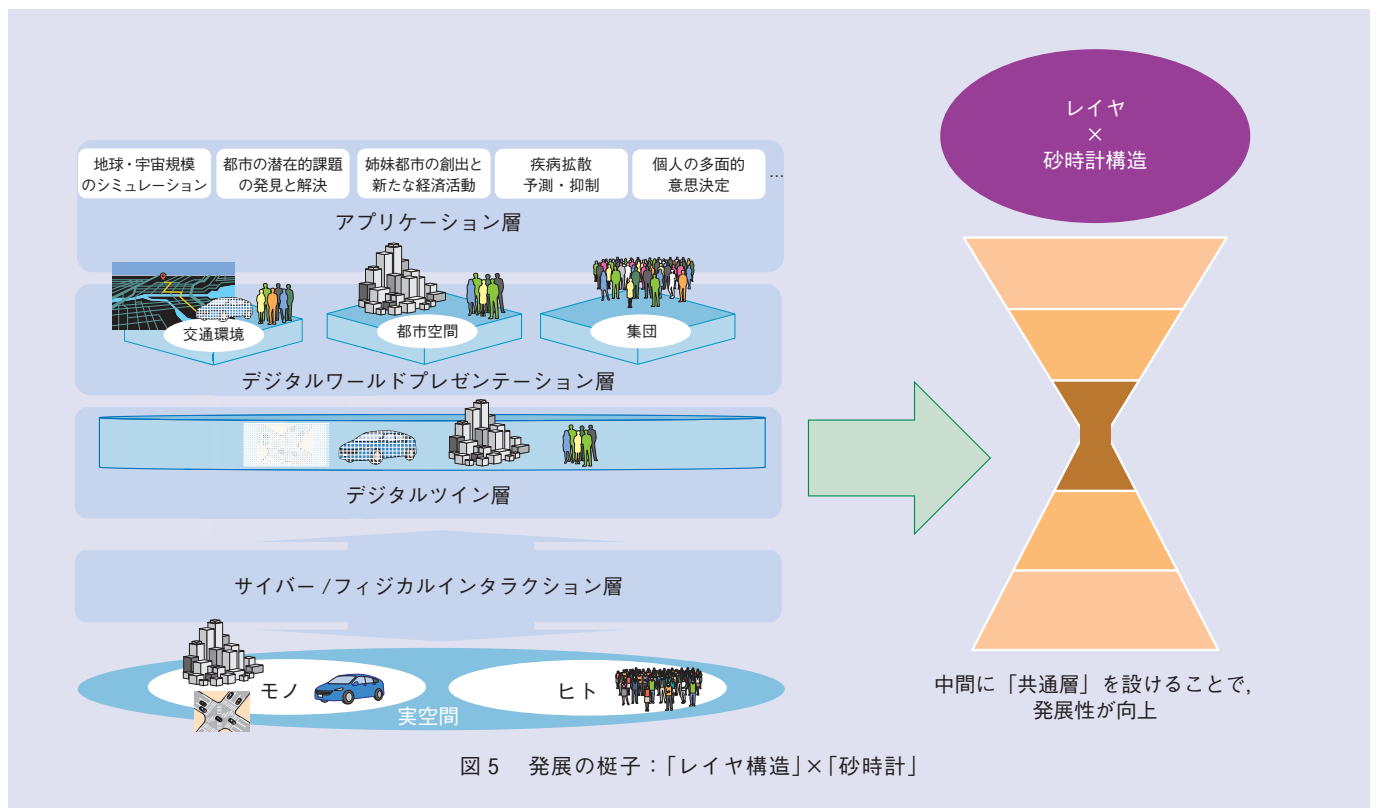 地球・宇宙規模
のシミュレーション
都市の潜在的課題
の発見と解決
姉妹都市の創出と
新たな経済活動
疾病拡散
予測・抑制
個人の多面的
意思決定
…
アプリケーション層
交通環境
都市空間
集団
デジタルワールドプレゼンテーション層
デジタルツイン層
サイバー/フィジカルインタラクション層
モノ
ヒト
実空間
レイヤ
×
砂時計構造
中間に「共通層」を設けることで,
発展性が向上
図5 発展の梃子:「レイヤ構造」×「砂時計」